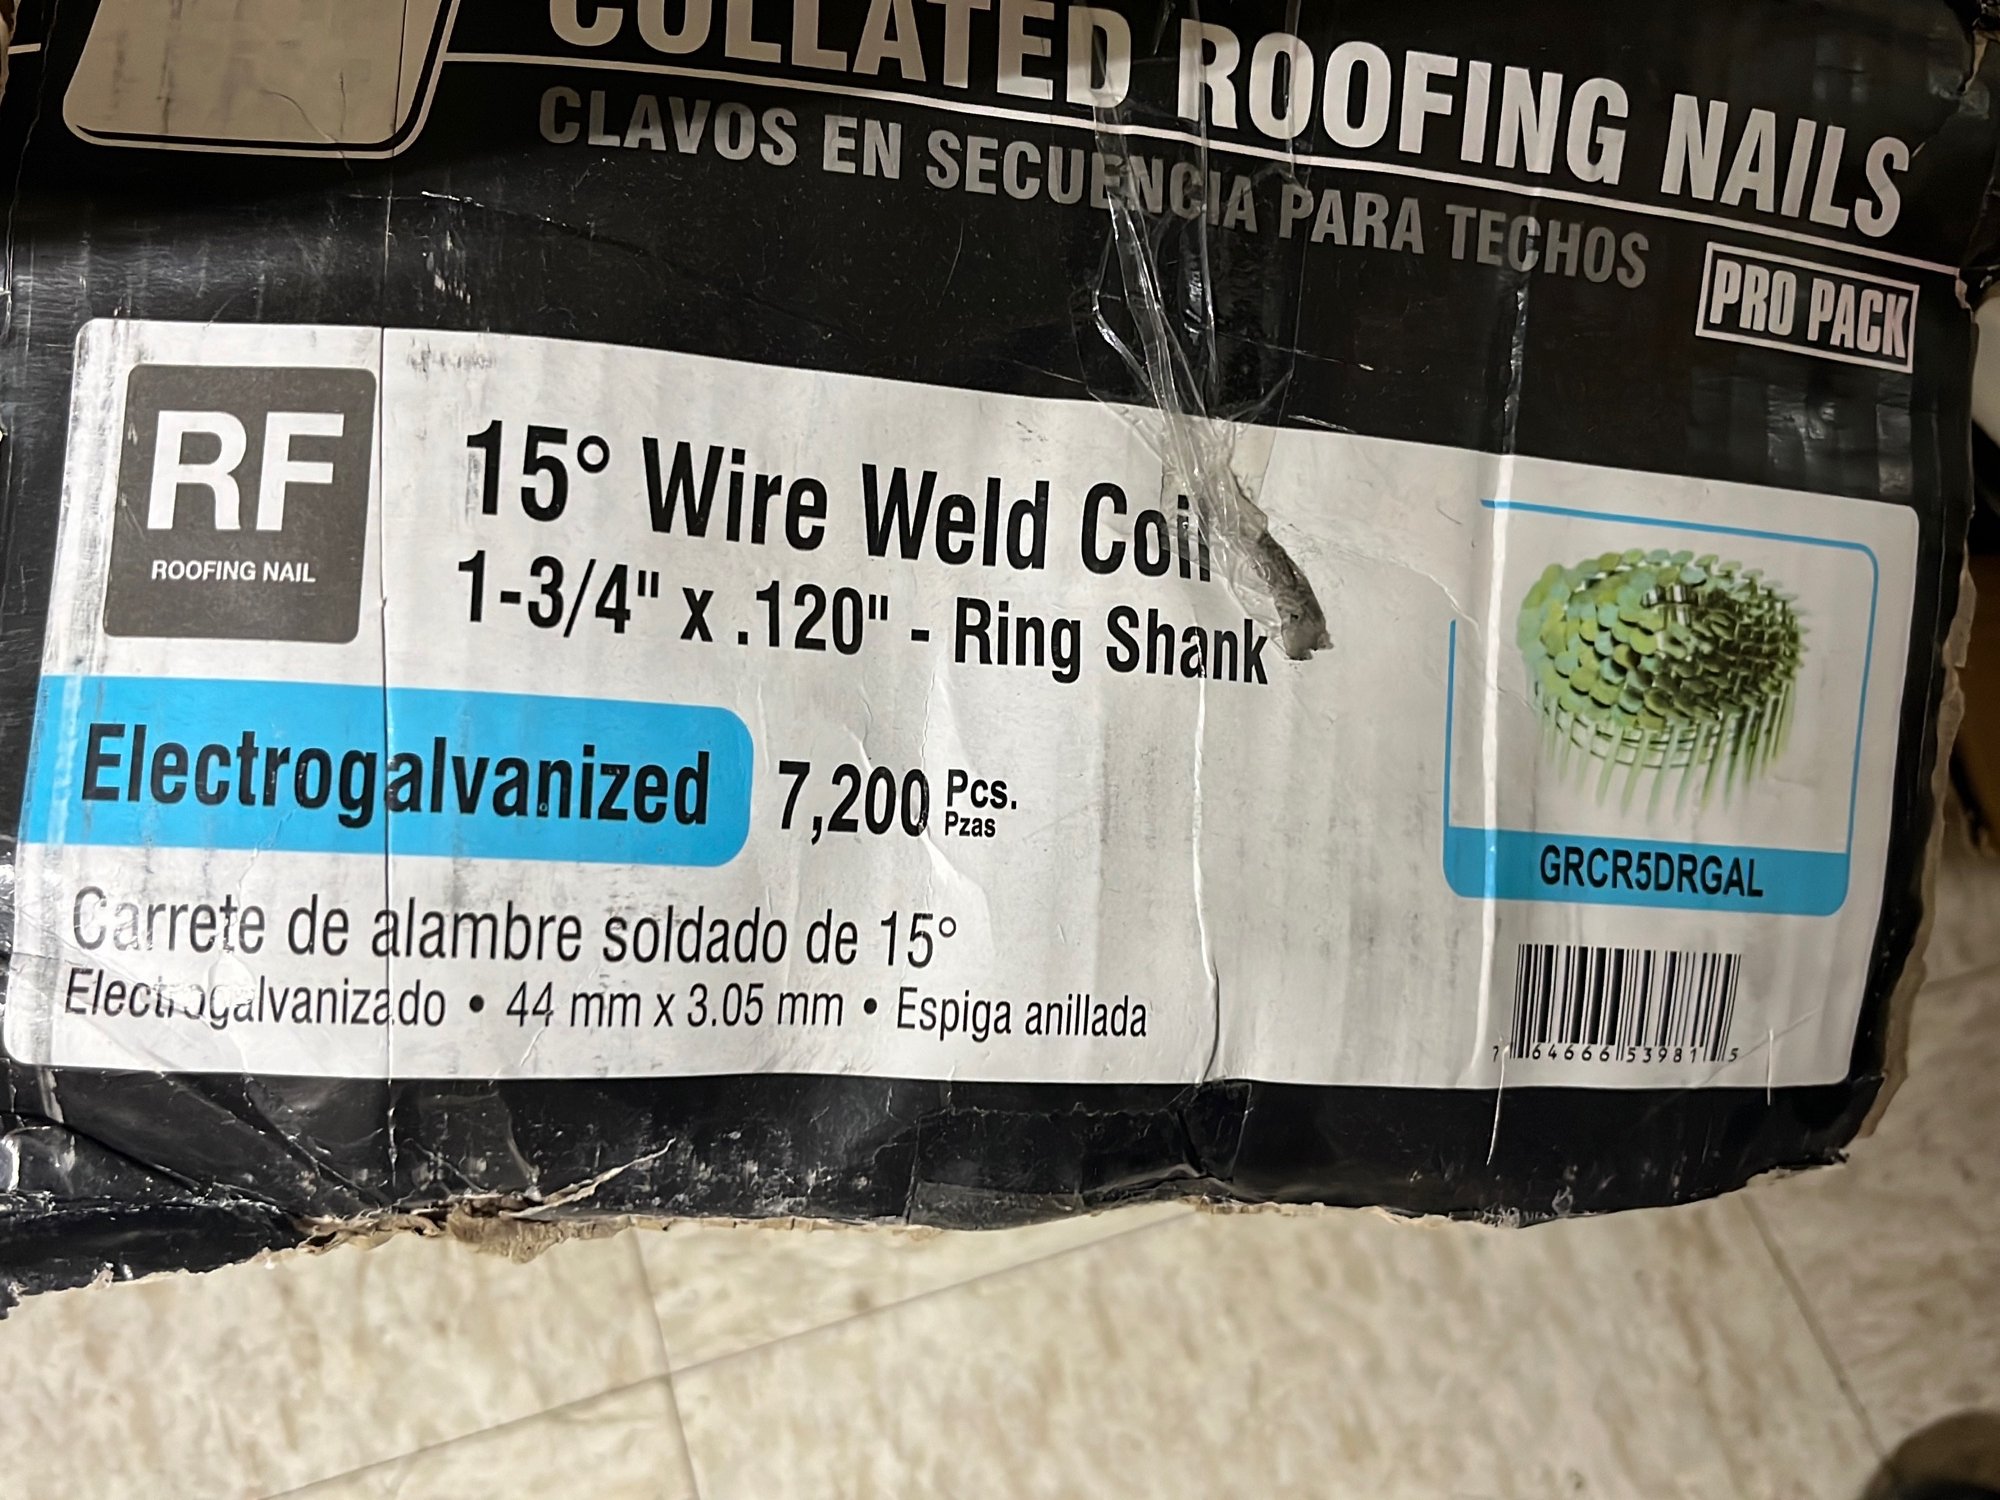 COLLATED ROOFING NAILS
CLAVOS EN SECUENCIA PARA TECHOS
PRO PACK
RF
ROOFING NAIL
15° Wire Weld Coil
1-3/4" x .120" - Ring Shank
Electrogalvanized
7,200 Pcs.
Pzas
Carrete de alambre soldado de 15°
Electrogalvanizado • 44 mm x 3.05 mm • Espiga anillada
GRCR5DRGAL
7 64666 53981 5